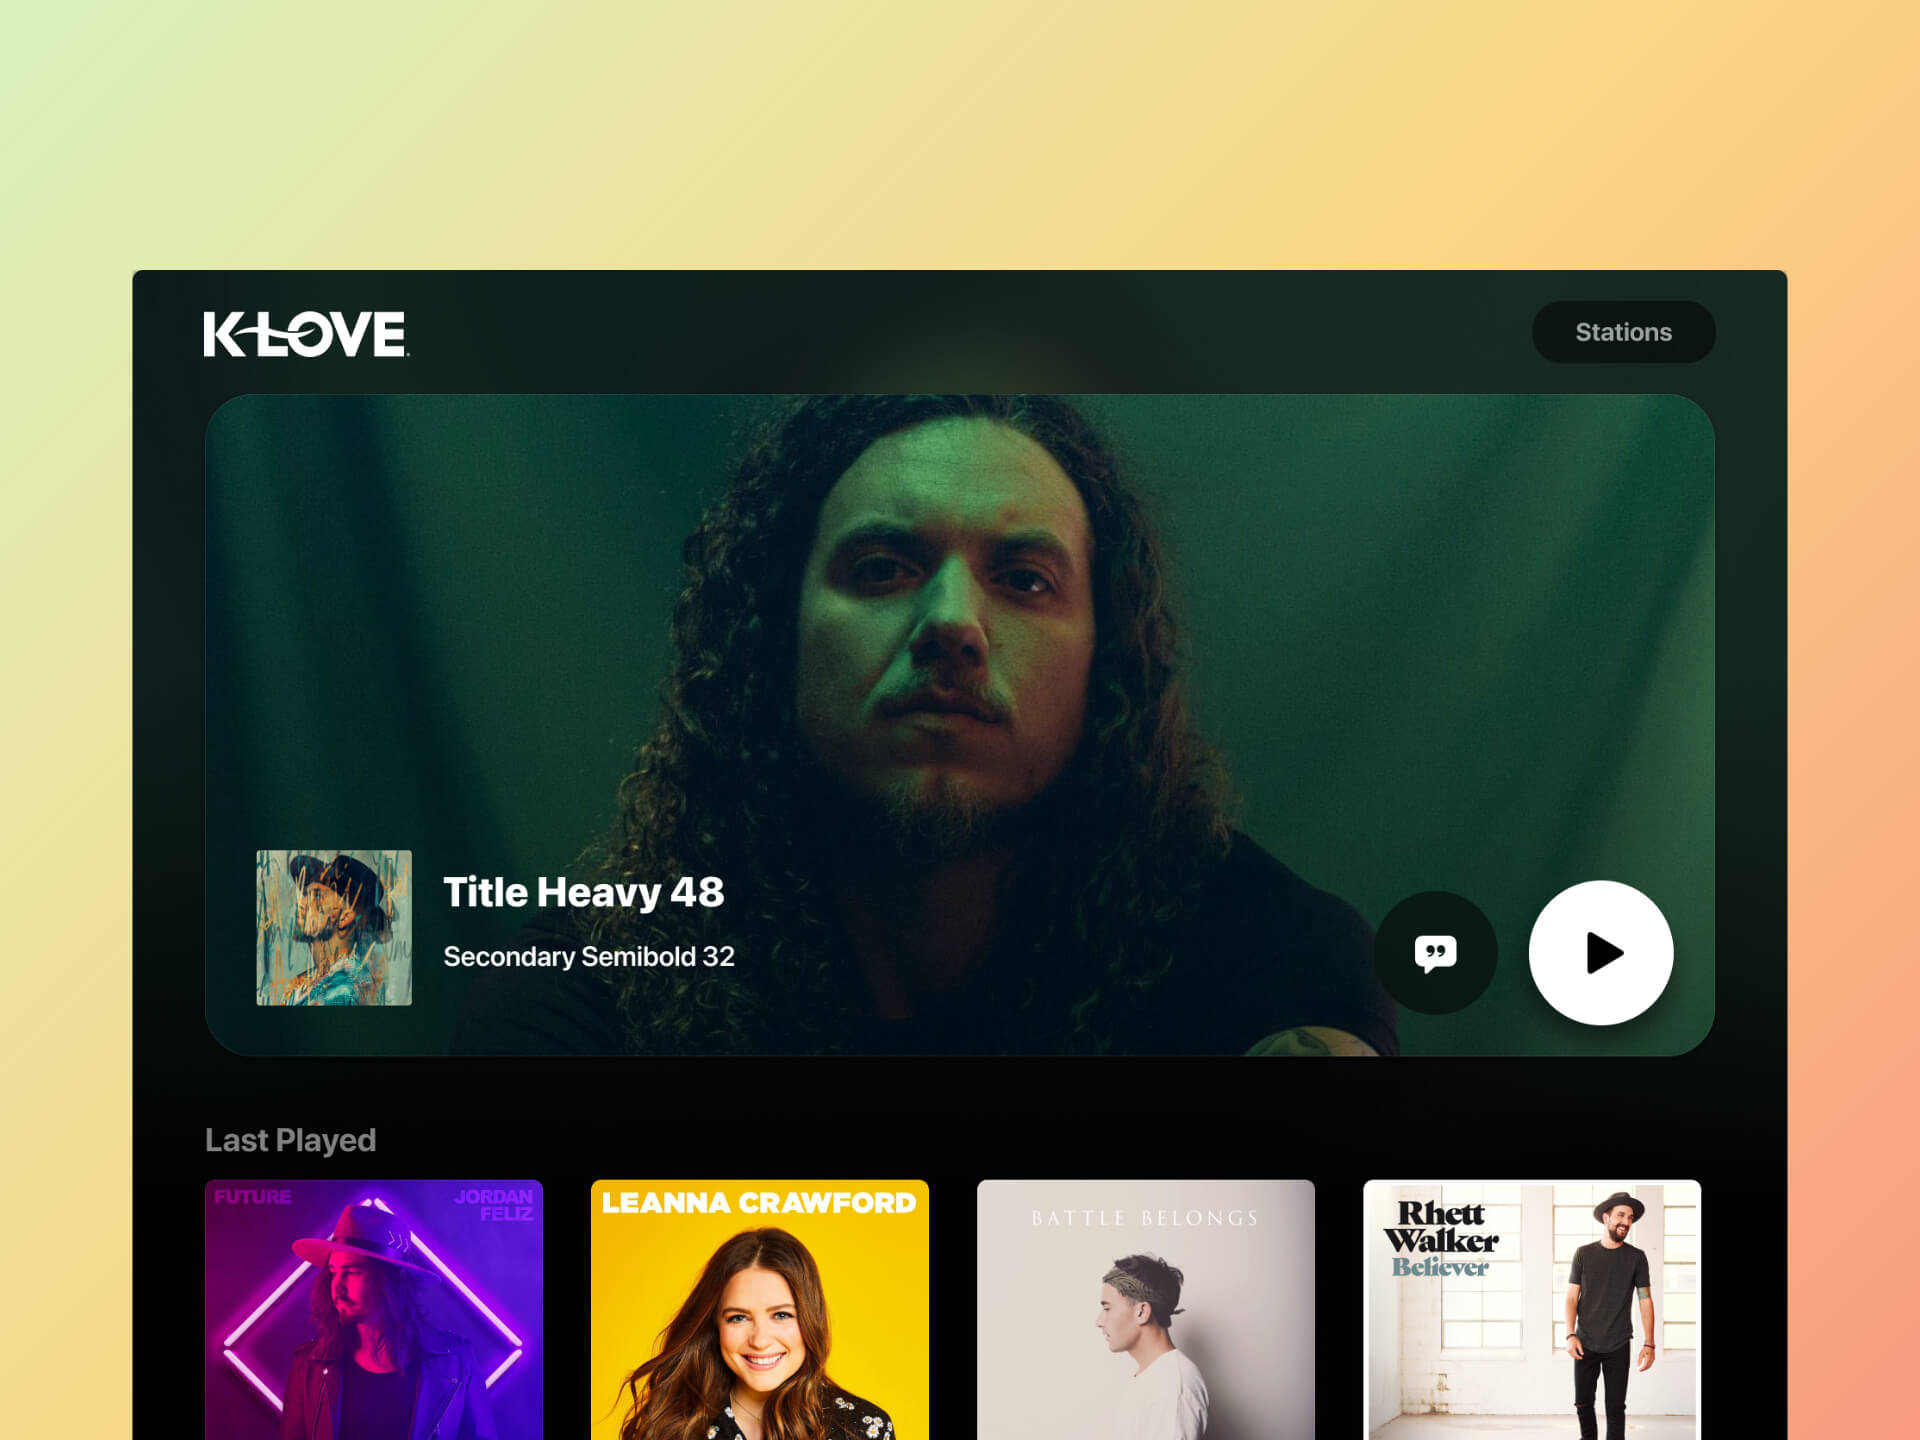 K-LOVE
Stations
Title Heavy 48
Secondary Semibold 32
Last Played
FUTURE
JORDAN
FELIZ
LEANNA CRAWFORD
BATTLE BELONGS
Rhett
Walker
Believer